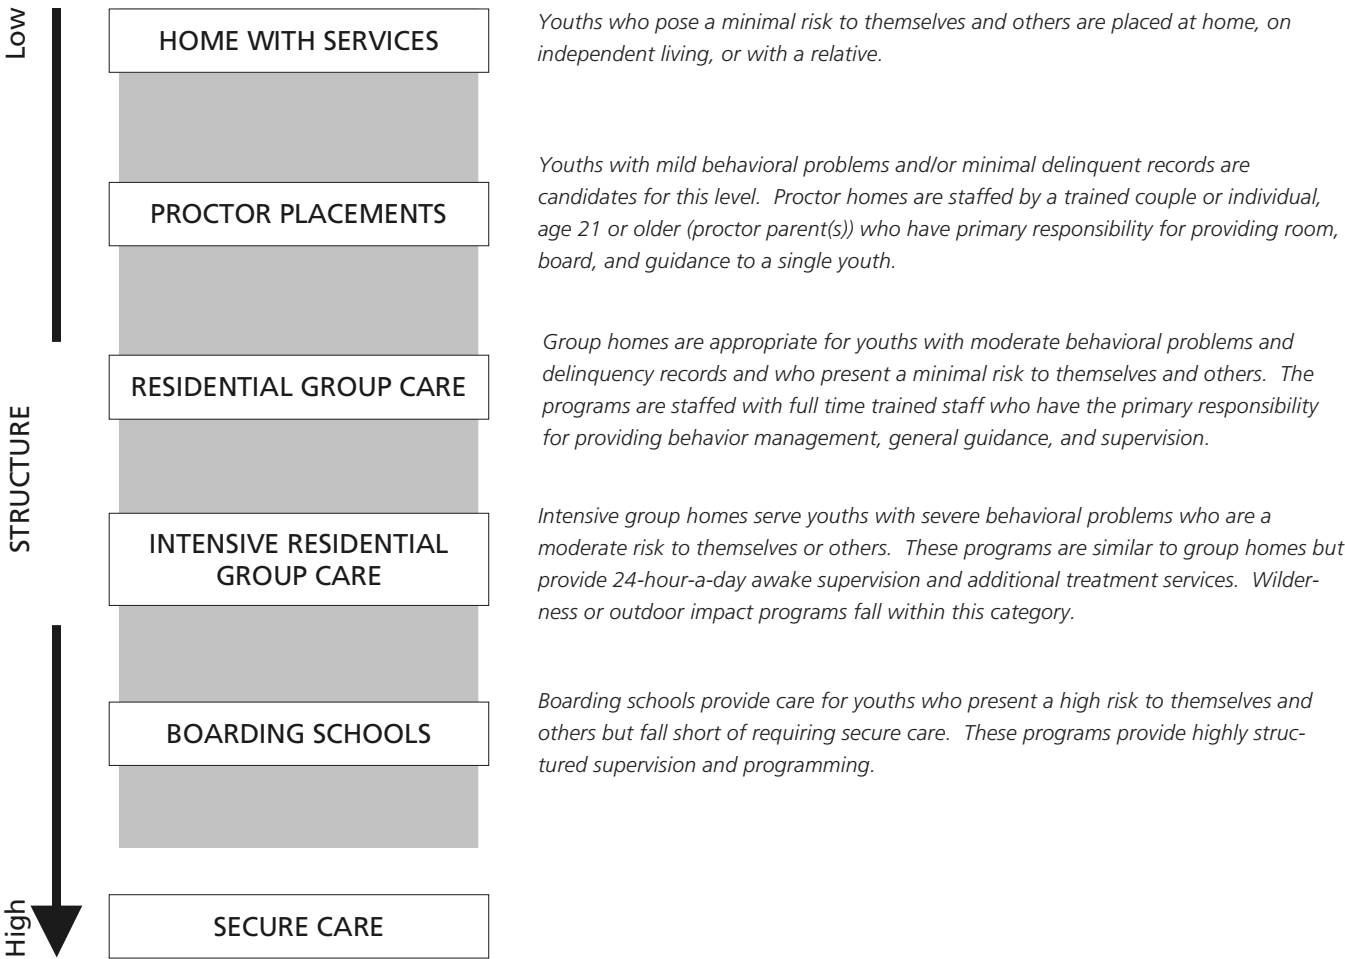 Low
HOME WITH SERVICES
Youths who pose a minimal risk to themselves and others are placed at home, on
independent living, or with a relative.
PROCTOR PLACEMENTS
Youths with mild behavioral problems and/or minimal delinquent records are
candidates for this level. Proctor homes are staffed by a trained couple or individual,
age 21 or older (proctor parent(s)) who have primary responsibility for providing room,
board, and guidance to a single youth.
RESIDENTIAL GROUP CARE
Group homes are appropriate for youths with moderate behavioral problems and
delinquency records and who present a minimal risk to themselves and others. The
programs are staffed with full time trained staff who have the primary responsibility
for providing behavior management, general guidance, and supervision.
STRUCTURE
INTENSIVE RESIDENTIAL
GROUP CARE
Intensive group homes serve youths with severe behavioral problems who are a
moderate risk to themselves or others. These programs are similar to group homes but
provide 24-hour-a-day awake supervision and additional treatment services. Wilder-
ness or outdoor impact programs fall within this category.
BOARDING SCHOOLS
Boarding schools provide care for youths who present a high risk to themselves and
others but fall short of requiring secure care. These programs provide highly struc-
tured supervision and programming.
High
SECURE CARE